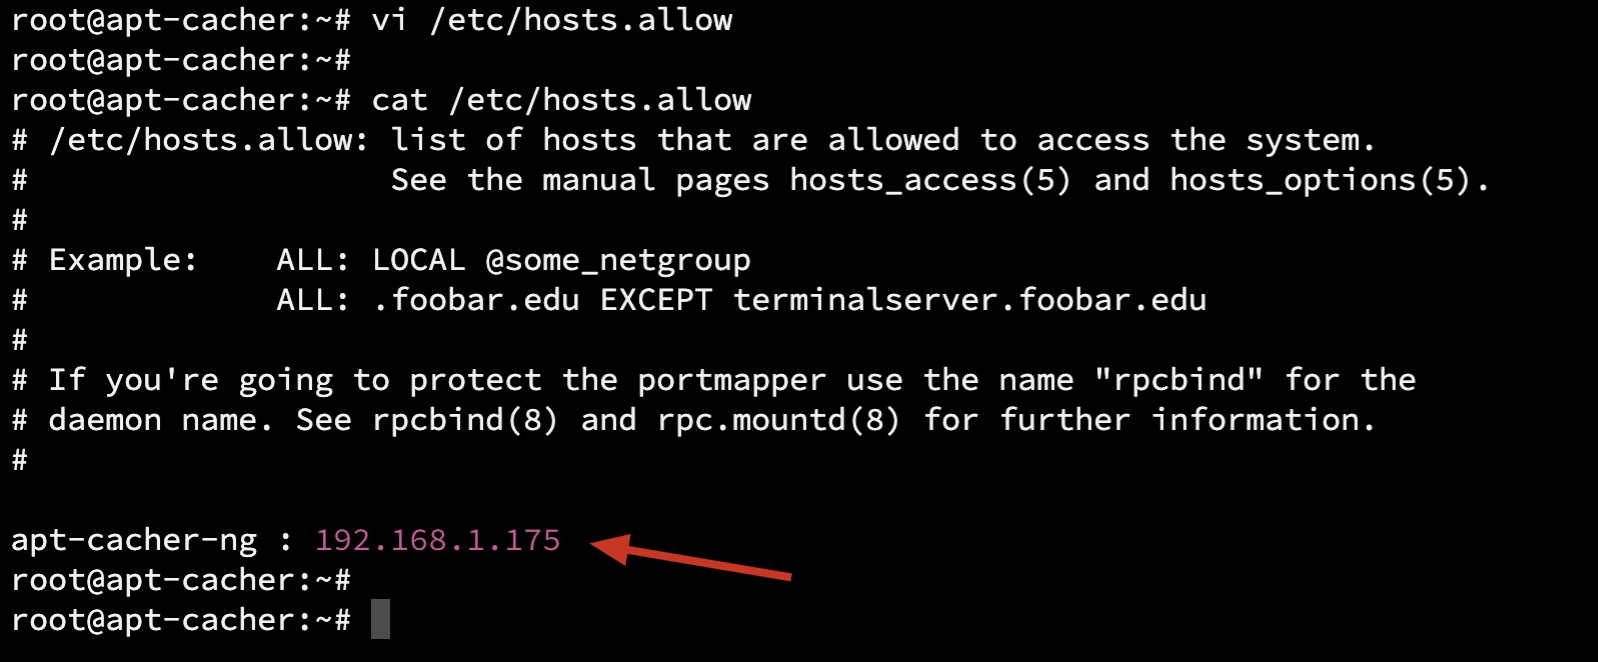 root@apt-cacher:~# vi /etc/hosts.allow
root@apt-cacher:~#
root@apt-cacher:~# cat /etc/hosts.allow
# /etc/hosts.allow: list of hosts that are allowed to access the system.
#                   See the manual pages hosts_access(5) and hosts_options(5).
#
# Example:    ALL: LOCAL @some_netgroup
#             ALL: .foobar.edu EXCEPT terminalserver.foobar.edu
#
# If you're going to protect the portmapper use the name "rpcbind" for the
# daemon name. See rpcbind(8) and rpc.mountd(8) for further information.
#
apt-cacher-ng : 192.168.1.175
root@apt-cacher:~#
root@apt-cacher:~#